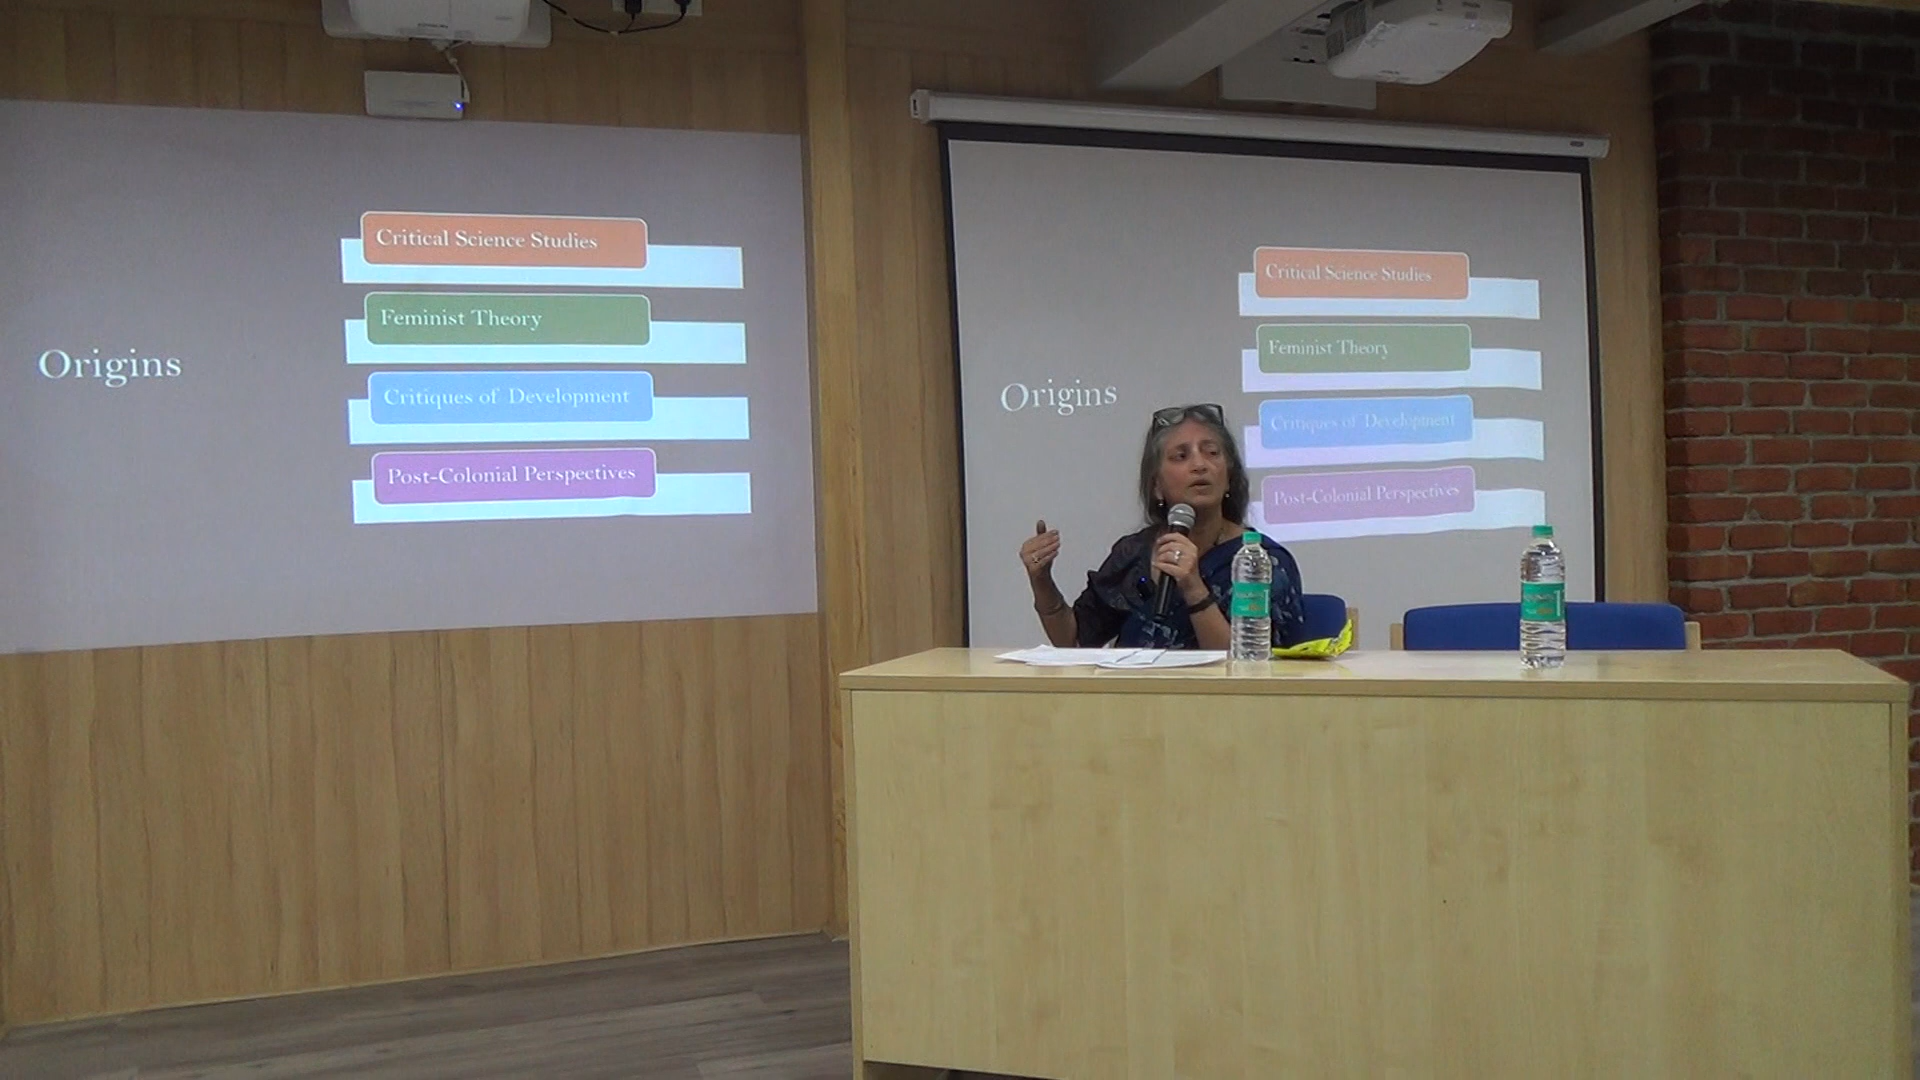 Origins
Critical Science Studies
Feminist Theory
Critiques of Development
Post-Colonial Perspectives
Origins
Critical Science Studies
Feminist Theory
Critiques of Development
Post-Colonial Perspectives